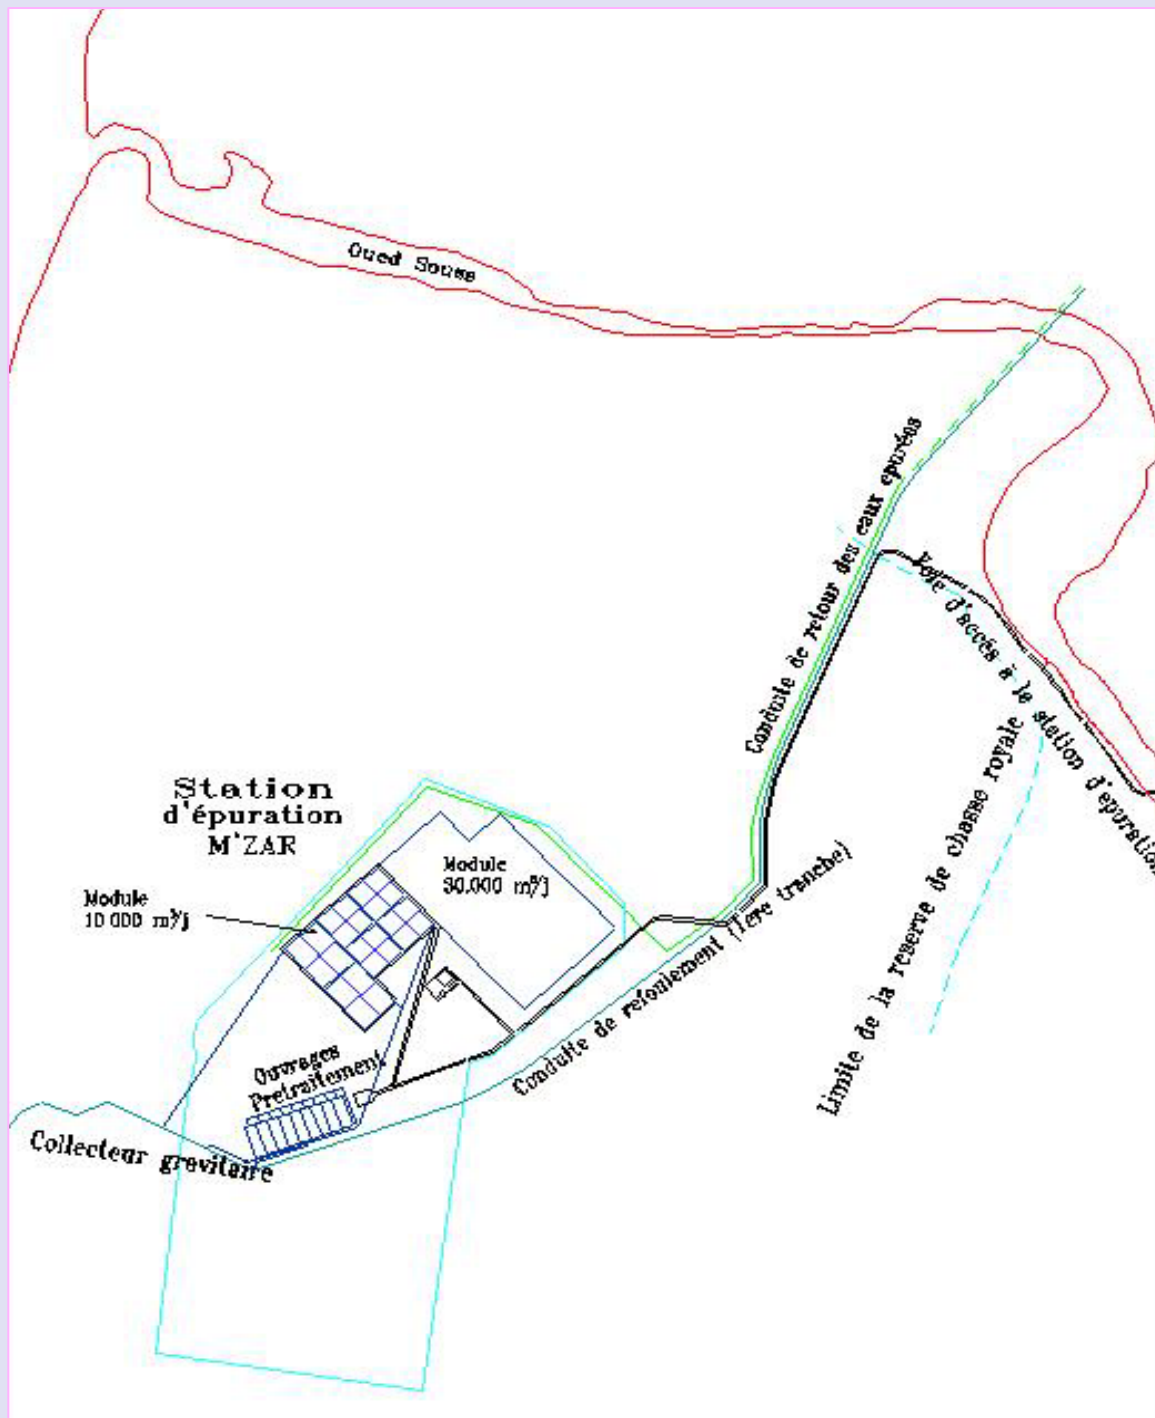 Oued Souss
Conduite de retour des eaux epurées
Voie d'accès à la station d'epuration
Limite de la reserve de chasse royale
Station
d'épuration
M'ZAR
Module
30.000 m³/j
Module
10 000 m³/j
Conduite de refoulement (1ere tranche)
Ouvrages
Pretraitement
Collecteur gravitaire